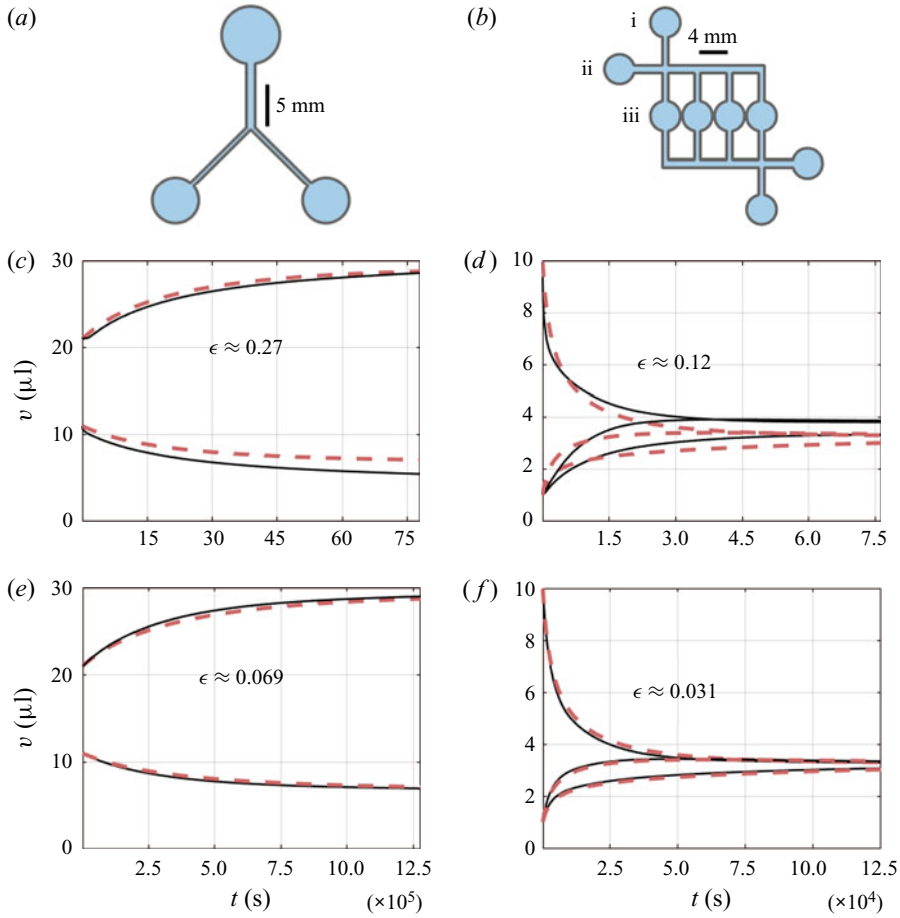 (a)
5 mm
(b)
i
4 mm
ii
iii
(c)
30
20
10
0
v (μl)
ϵ ≈ 0.27
15 30 45 60 75
(d)
10
8
6
4
2
0
ϵ ≈ 0.12
1.5 3.0 4.5 6.0 7.5
(e)
30
20
10
0
v (μl)
ϵ ≈ 0.069
2.5 5.0 7.5 10.0 12.5
t (s) (×10⁵)
(f)
10
8
6
4
2
0
ϵ ≈ 0.031
2.5 5.0 7.5 10.0 12.5
t (s) (×10⁴)